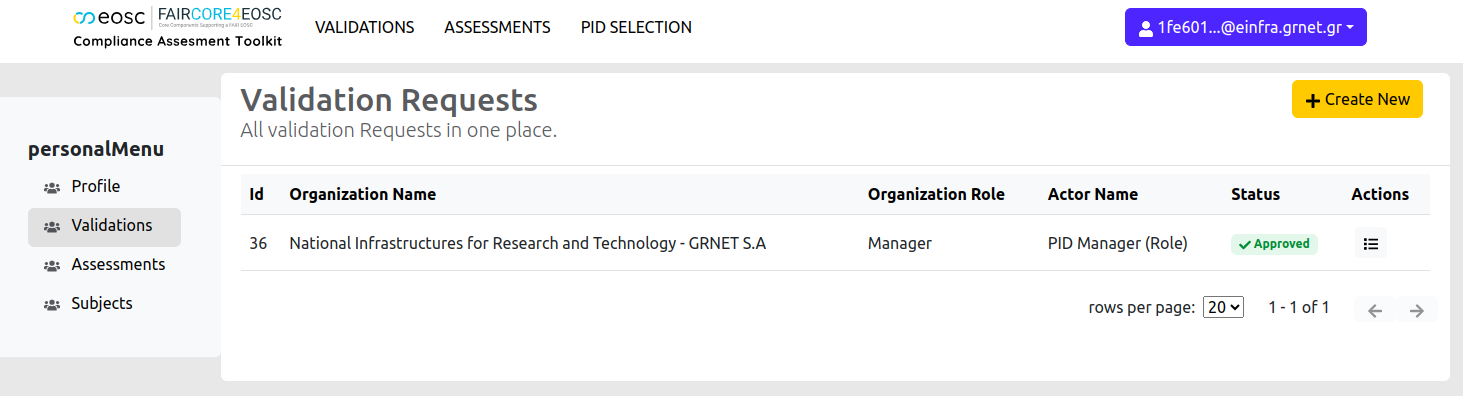 eosc FAIRCORE4EOSC
Core Components Supporting a FAIR EOSC
Compliance Assesment Toolkit
VALIDATIONS ASSESSMENTS PID SELECTION
1fe601...@einfra.grnet.gr
personalMenu
Profile
Validations
Assessments
Subjects
Validation Requests
All validation Requests in one place.
Create New
Id Organization Name Organization Role Actor Name Status Actions
36 National Infrastructures for Research and Technology - GRNET S.A Manager PID Manager (Role) Approved
rows per page: 20 1 - 1 of 1